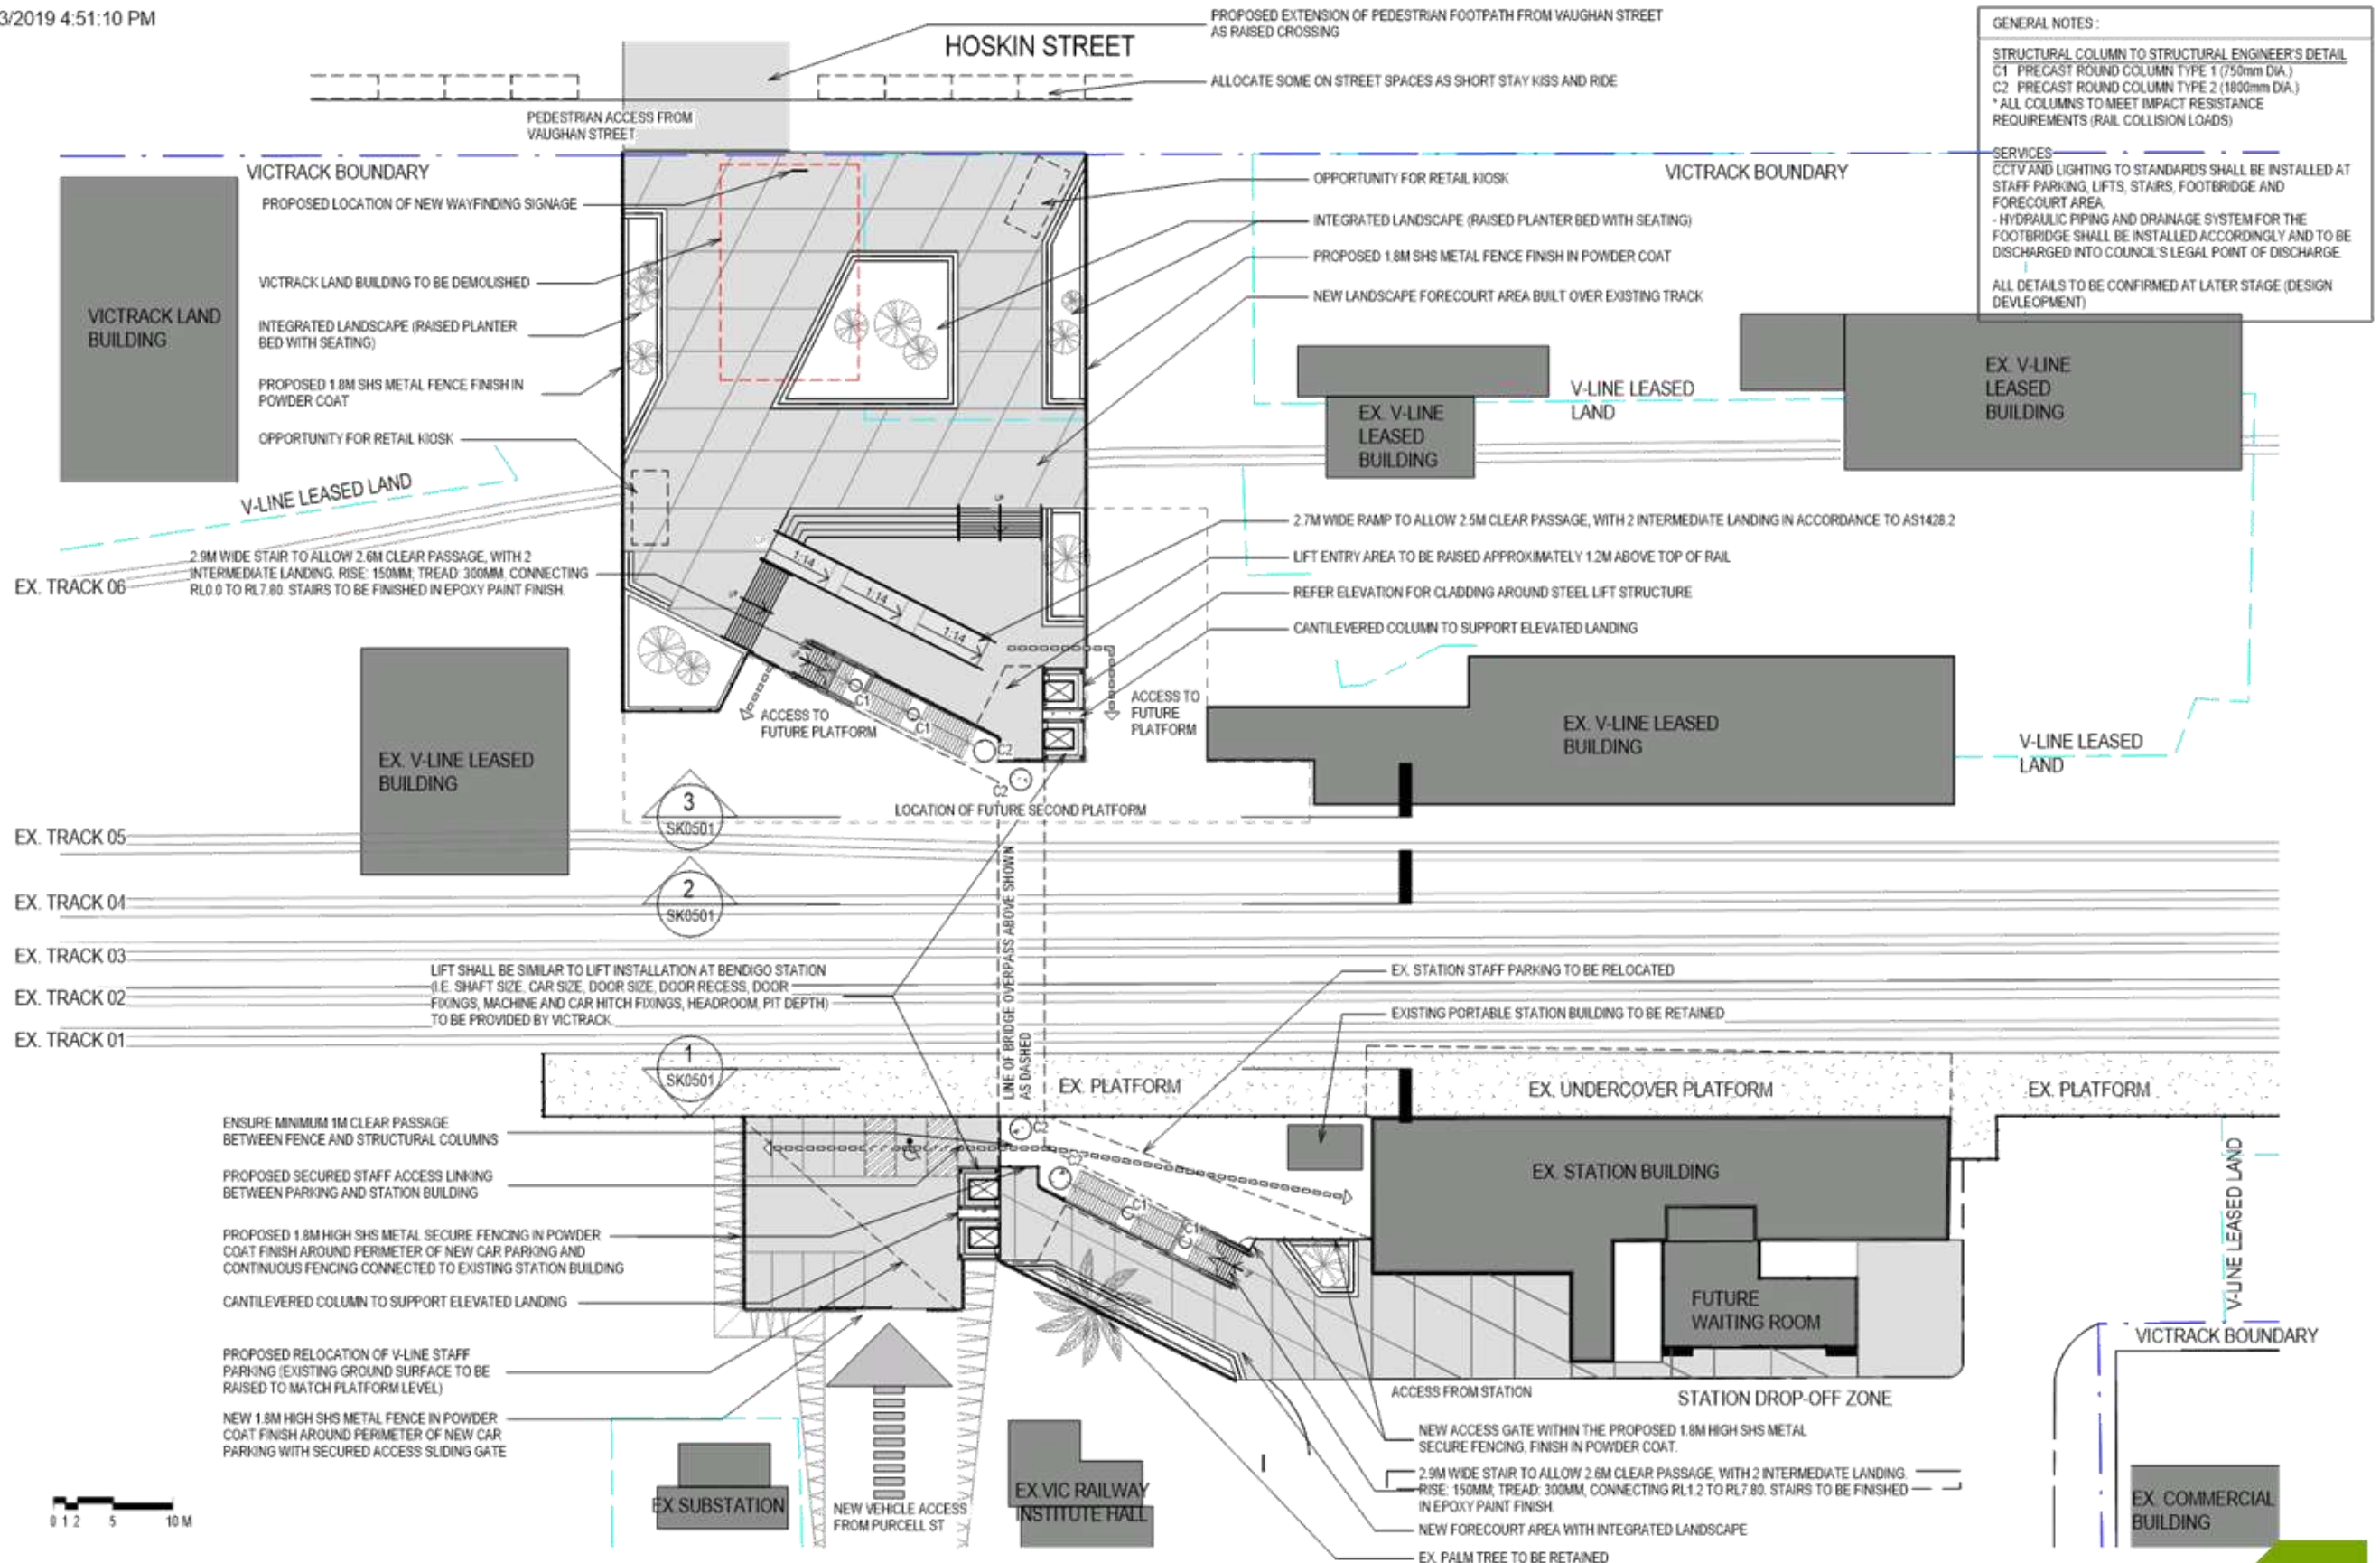 3/2019 4:51:10 PM
HOSKIN STREET
PROPOSED EXTENSION OF PEDESTRIAN FOOTPATH FROM VAUGHAN STREET
AS RAISED CROSSING
ALLOCATE SOME ON STREET SPACES AS SHORT STAY KISS AND RIDE
PEDESTRIAN ACCESS FROM
VAUGHAN STREET
GENERAL NOTES :
STRUCTURAL COLUMN TO STRUCTURAL ENGINEER'S DETAIL
C1 PRECAST ROUND COLUMN TYPE 1 (750mm DIA.)
C2 PRECAST ROUND COLUMN TYPE 2 (1800mm DIA.)
* ALL COLUMNS TO MEET IMPACT RESISTANCE
REQUIREMENTS (RAIL COLLISION LOADS)
SERVICES
CCTV AND LIGHTING TO STANDARDS SHALL BE INSTALLED AT
STAFF PARKING, LIFTS, STAIRS, FOOTBRIDGE AND
FORECOURT AREA.
- HYDRAULIC PIPING AND DRAINAGE SYSTEM FOR THE
FOOTBRIDGE SHALL BE INSTALLED ACCORDINGLY AND TO BE
DISCHARGED INTO COUNCIL'S LEGAL POINT OF DISCHARGE.
ALL DETAILS TO BE CONFIRMED AT LATER STAGE (DESIGN
DEVLEOPMENT)
VICTRACK BOUNDARY
VICTRACK BOUNDARY
PROPOSED LOCATION OF NEW WAYFINDING SIGNAGE
VICTRACK LAND BUILDING TO BE DEMOLISHED
VICTRACK LAND
BUILDING
INTEGRATED LANDSCAPE (RAISED PLANTER
BED WITH SEATING)
PROPOSED 1.8M SHS METAL FENCE FINISH IN
POWDER COAT
OPPORTUNITY FOR RETAIL KIOSK
V-LINE LEASED LAND
OPPORTUNITY FOR RETAIL KIOSK
INTEGRATED LANDSCAPE (RAISED PLANTER BED WITH SEATING)
PROPOSED 1.8M SHS METAL FENCE FINISH IN POWDER COAT
NEW LANDSCAPE FORECOURT AREA BUILT OVER EXISTING TRACK
EX. V-LINE
LEASED
BUILDING
V-LINE LEASED
LAND
EX. V-LINE
LEASED
BUILDING
2.9M WIDE STAIR TO ALLOW 2.6M CLEAR PASSAGE, WITH 2
INTERMEDIATE LANDING. RISE: 150MM; TREAD: 300MM, CONNECTING
RL0.0 TO RL7.80. STAIRS TO BE FINISHED IN EPOXY PAINT FINISH.
EX. TRACK 06
UP
1:14
1:14
1:14
UP
2.7M WIDE RAMP TO ALLOW 2.5M CLEAR PASSAGE, WITH 2 INTERMEDIATE LANDING IN ACCORDANCE TO AS1428.2
LIFT ENTRY AREA TO BE RAISED APPROXIMATELY 1.2M ABOVE TOP OF RAIL
REFER ELEVATION FOR CLADDING AROUND STEEL LIFT STRUCTURE
CANTILEVERED COLUMN TO SUPPORT ELEVATED LANDING
C1
C1
C2
C2
ACCESS TO
FUTURE PLATFORM
ACCESS TO
FUTURE
PLATFORM
EX. V-LINE LEASED
BUILDING
EX. V-LINE LEASED
BUILDING
V-LINE LEASED
LAND
LOCATION OF FUTURE SECOND PLATFORM
3
SK0501
2
SK0501
EX. TRACK 05
EX. TRACK 04
EX. TRACK 03
EX. TRACK 02
EX. TRACK 01
LIFT SHALL BE SIMILAR TO LIFT INSTALLATION AT BENDIGO STATION
(I.E. SHAFT SIZE, CAR SIZE, DOOR SIZE, DOOR RECESS, DOOR
FIXINGS, MACHINE AND CAR HITCH FIXINGS, HEADROOM, PIT DEPTH)
TO BE PROVIDED BY VICTRACK.
LINE OF BRIDGE OVERPASS ABOVE SHOWN
AS DASHED
EX. STATION STAFF PARKING TO BE RELOCATED
EXISTING PORTABLE STATION BUILDING TO BE RETAINED
1
SK0501
EX. PLATFORM
EX. UNDERCOVER PLATFORM
EX. PLATFORM
ENSURE MINIMUM 1M CLEAR PASSAGE
BETWEEN FENCE AND STRUCTURAL COLUMNS
PROPOSED SECURED STAFF ACCESS LINKING
BETWEEN PARKING AND STATION BUILDING
PROPOSED 1.8M HIGH SHS METAL SECURE FENCING IN POWDER
COAT FINISH AROUND PERIMETER OF NEW CAR PARKING AND
CONTINUOUS FENCING CONNECTED TO EXISTING STATION BUILDING
CANTILEVERED COLUMN TO SUPPORT ELEVATED LANDING
PROPOSED RELOCATION OF V-LINE STAFF
PARKING (EXISTING GROUND SURFACE TO BE
RAISED TO MATCH PLATFORM LEVEL)
NEW 1.8M HIGH SHS METAL FENCE IN POWDER
COAT FINISH AROUND PERIMETER OF NEW CAR
PARKING WITH SECURED ACCESS SLIDING GATE
C2
C2
C1
C1
EX. STATION BUILDING
FUTURE
WAITING ROOM
V-LINE LEASED LAND
VICTRACK BOUNDARY
ACCESS FROM STATION
STATION DROP-OFF ZONE
NEW ACCESS GATE WITHIN THE PROPOSED 1.8M HIGH SHS METAL
SECURE FENCING, FINISH IN POWDER COAT.
2.9M WIDE STAIR TO ALLOW 2.6M CLEAR PASSAGE, WITH 2 INTERMEDIATE LANDING.
RISE: 150MM; TREAD: 300MM, CONNECTING RL1.2 TO RL7.80. STAIRS TO BE FINISHED
IN EPOXY PAINT FINISH.
NEW FORECOURT AREA WITH INTEGRATED LANDSCAPE
EX. PALM TREE TO BE RETAINED
EX.SUBSTATION
NEW VEHICLE ACCESS
FROM PURCELL ST
EX.VIC RAILWAY
INSTITUTE HALL
EX. COMMERCIAL
BUILDING
0 1 2 5 10 M